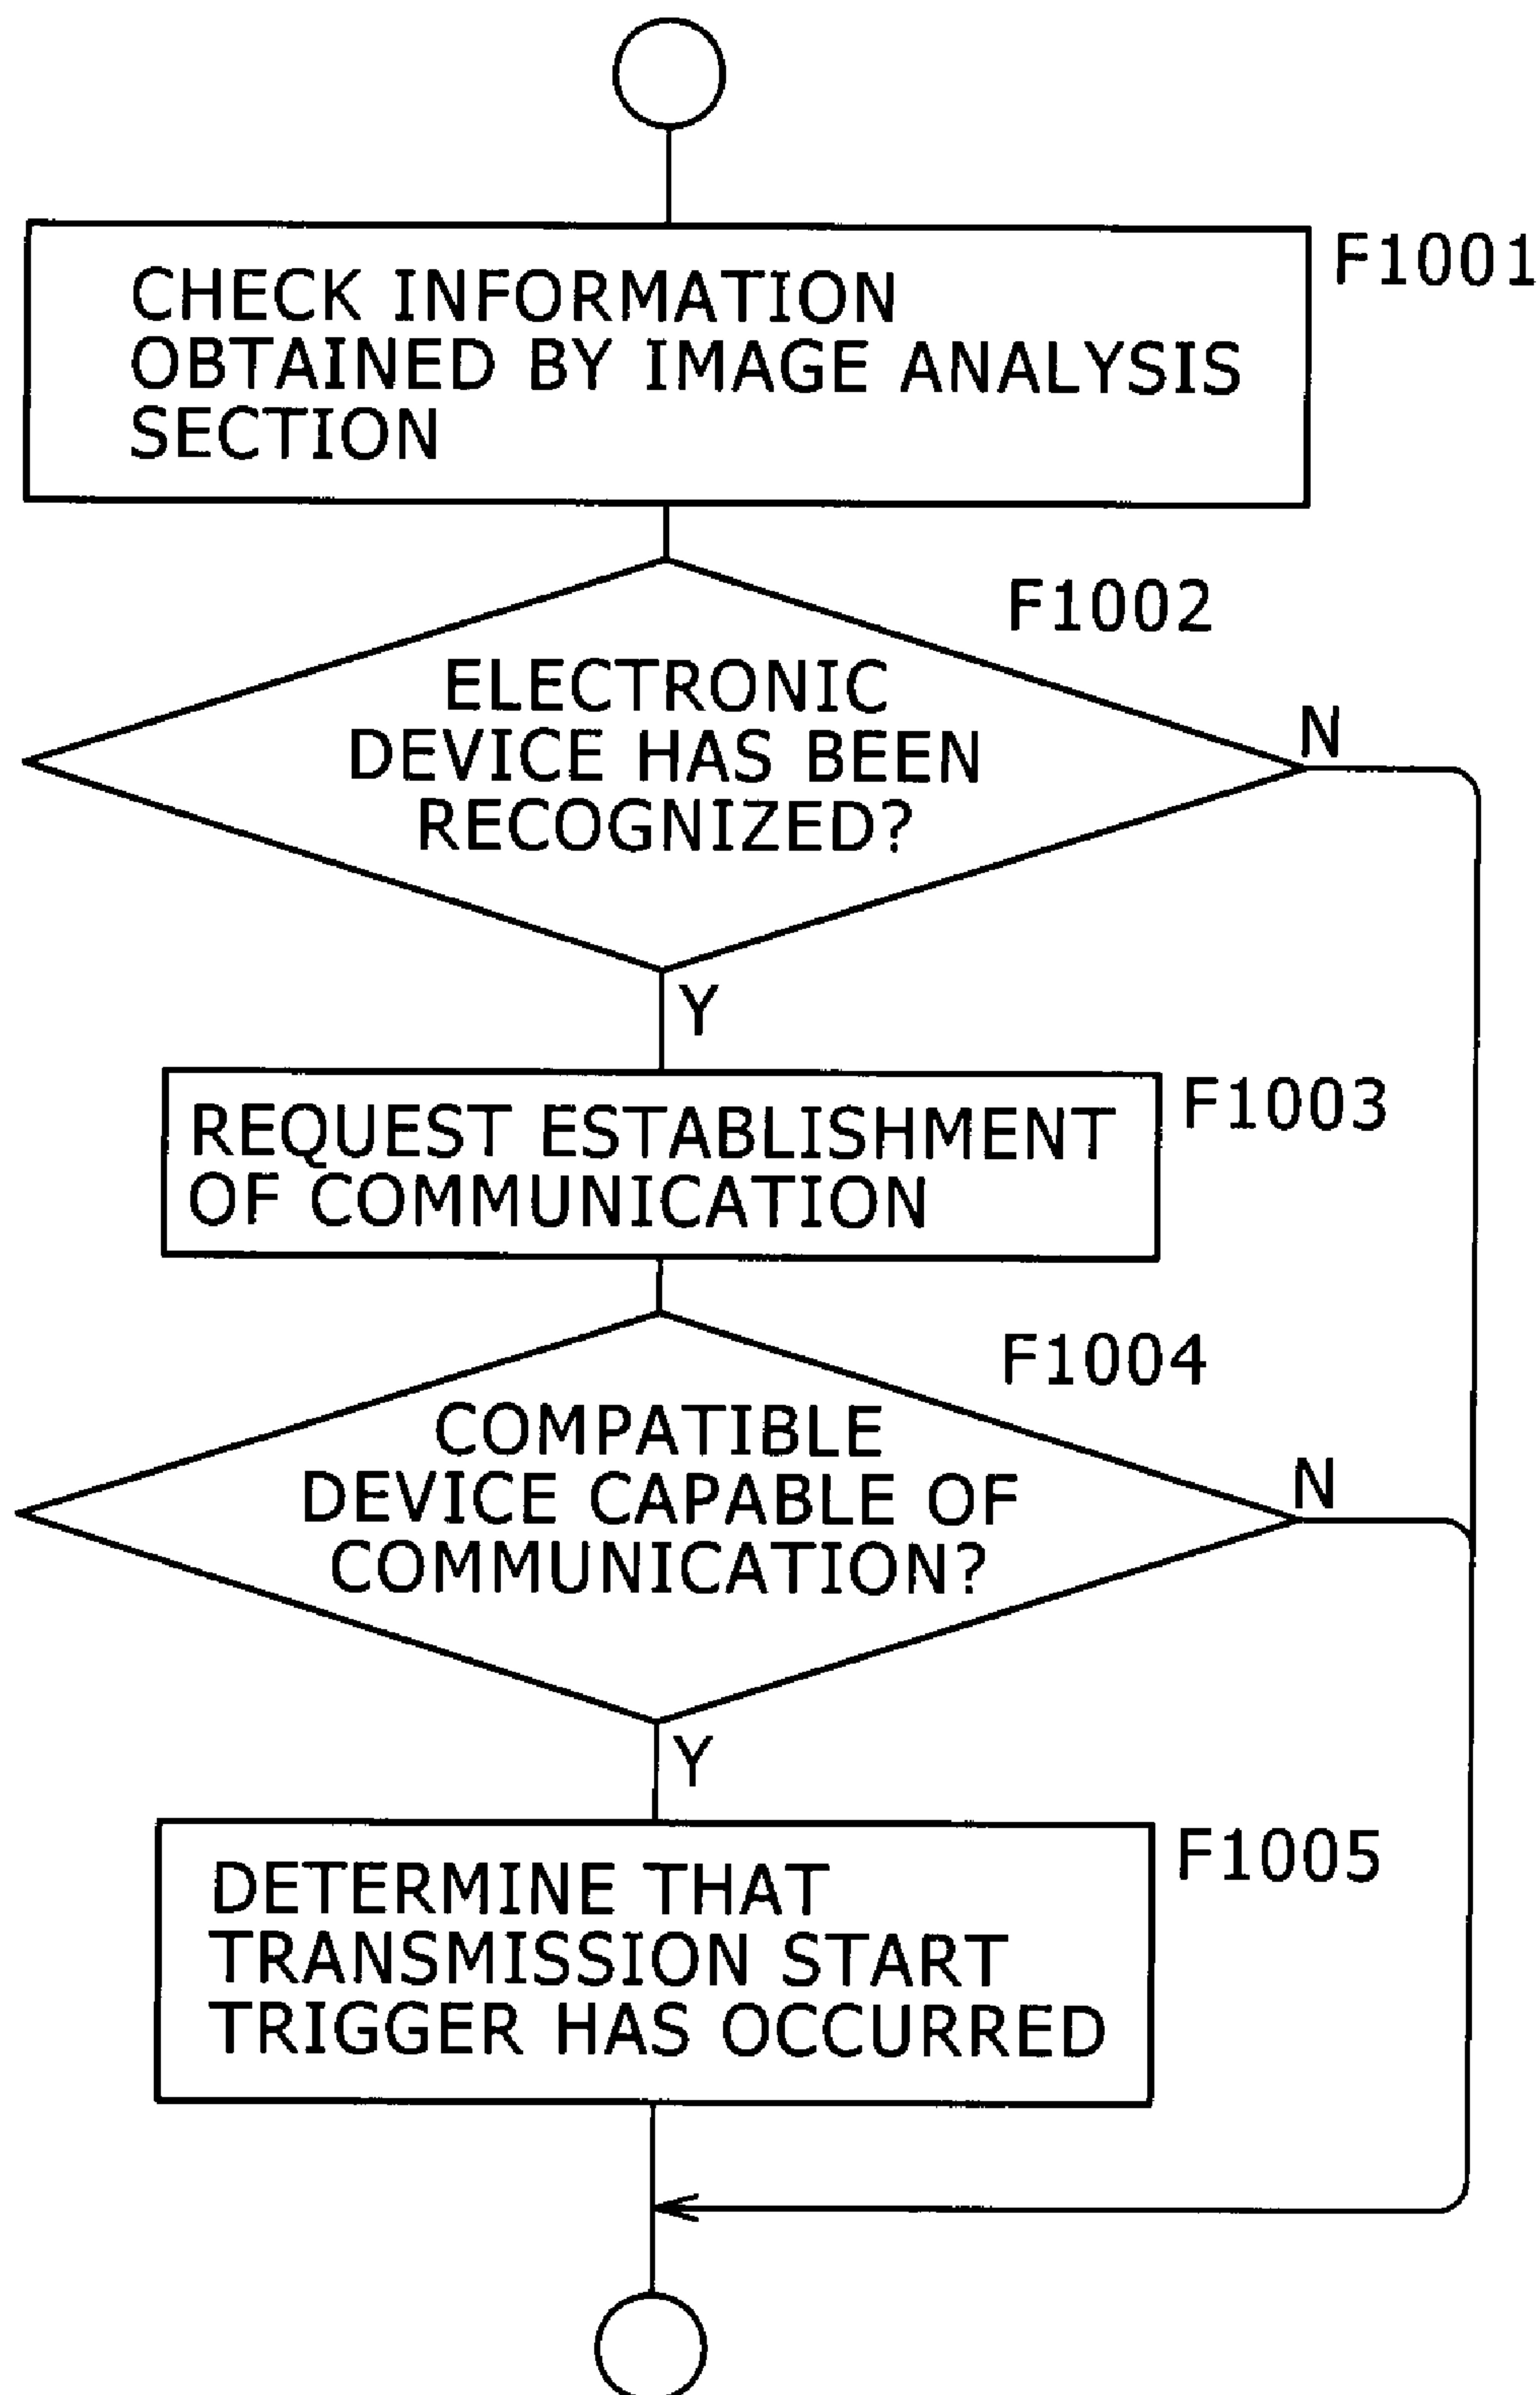 CHECK INFORMATION
OBTAINED BY IMAGE ANALYSIS
SECTION
F1001
F1002
ELECTRONIC
DEVICE HAS BEEN
RECOGNIZED?
N
Y
REQUEST ESTABLISHMENT
OF COMMUNICATION
F1003
F1004
COMPATIBLE
DEVICE CAPABLE OF
COMMUNICATION?
N
Y
DETERMINE THAT
TRANSMISSION START
TRIGGER HAS OCCURRED
F1005